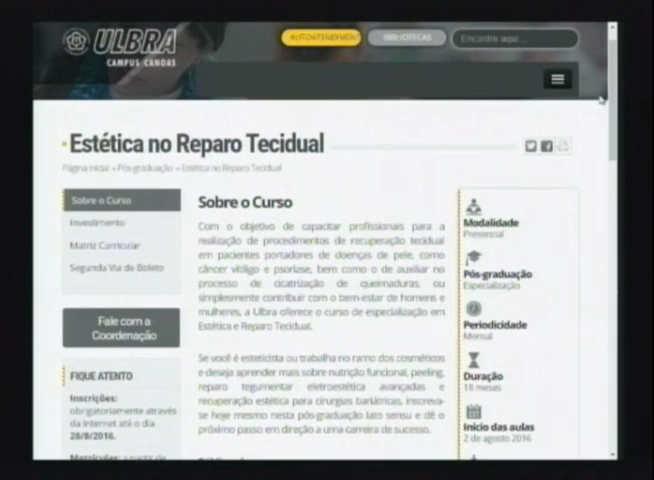 ULBRA
CAMPUS CANOAS
AUTOATENDIMENT
BIBLIOTECAS
Encontre aqui...
Estética no Reparo Tecidual
Página inicial » Pós-graduação » Estética no Reparo Tecidual
Sobre o Curso
Investimento
Matriz Curricular
Segunda Via de Boleto
Fale com a
Coordenação
FIQUE ATENTO
Inscrições:
obrigatoriamente através
da Internet até o dia
28/8/2016.
Matrículas: a partir de
Sobre o Curso
Com o objetivo de capacitar profissionais para a
realização de procedimentos de recuperação tecidual
em pacientes portadores de doenças de pele, como
câncer vitiligo e psoríase, bem como o de auxiliar no
processo de cicatrização de queimaduras, ou
simplesmente contribuir com o bem-estar de homens e
mulheres, a Ulbra oferece o curso de especialização em
Estética e Reparo Tecidual.
Se você é esteticista ou trabalha no ramo dos cosméticos
e deseja aprender mais sobre nutrição funcional, peeling,
reparo tegumentar eletroestética avançadas e
recuperação estética para cirurgias bariátricas, inscreva-
se hoje mesmo nesta pós-graduação lato sensu e dê o
próximo passo em direção a uma carreira de sucesso.
Modalidade
Presencial
Pós-graduação
Especialização
Periodicidade
Mensal
Duração
18 meses
Início das aulas
2 de agosto 2016